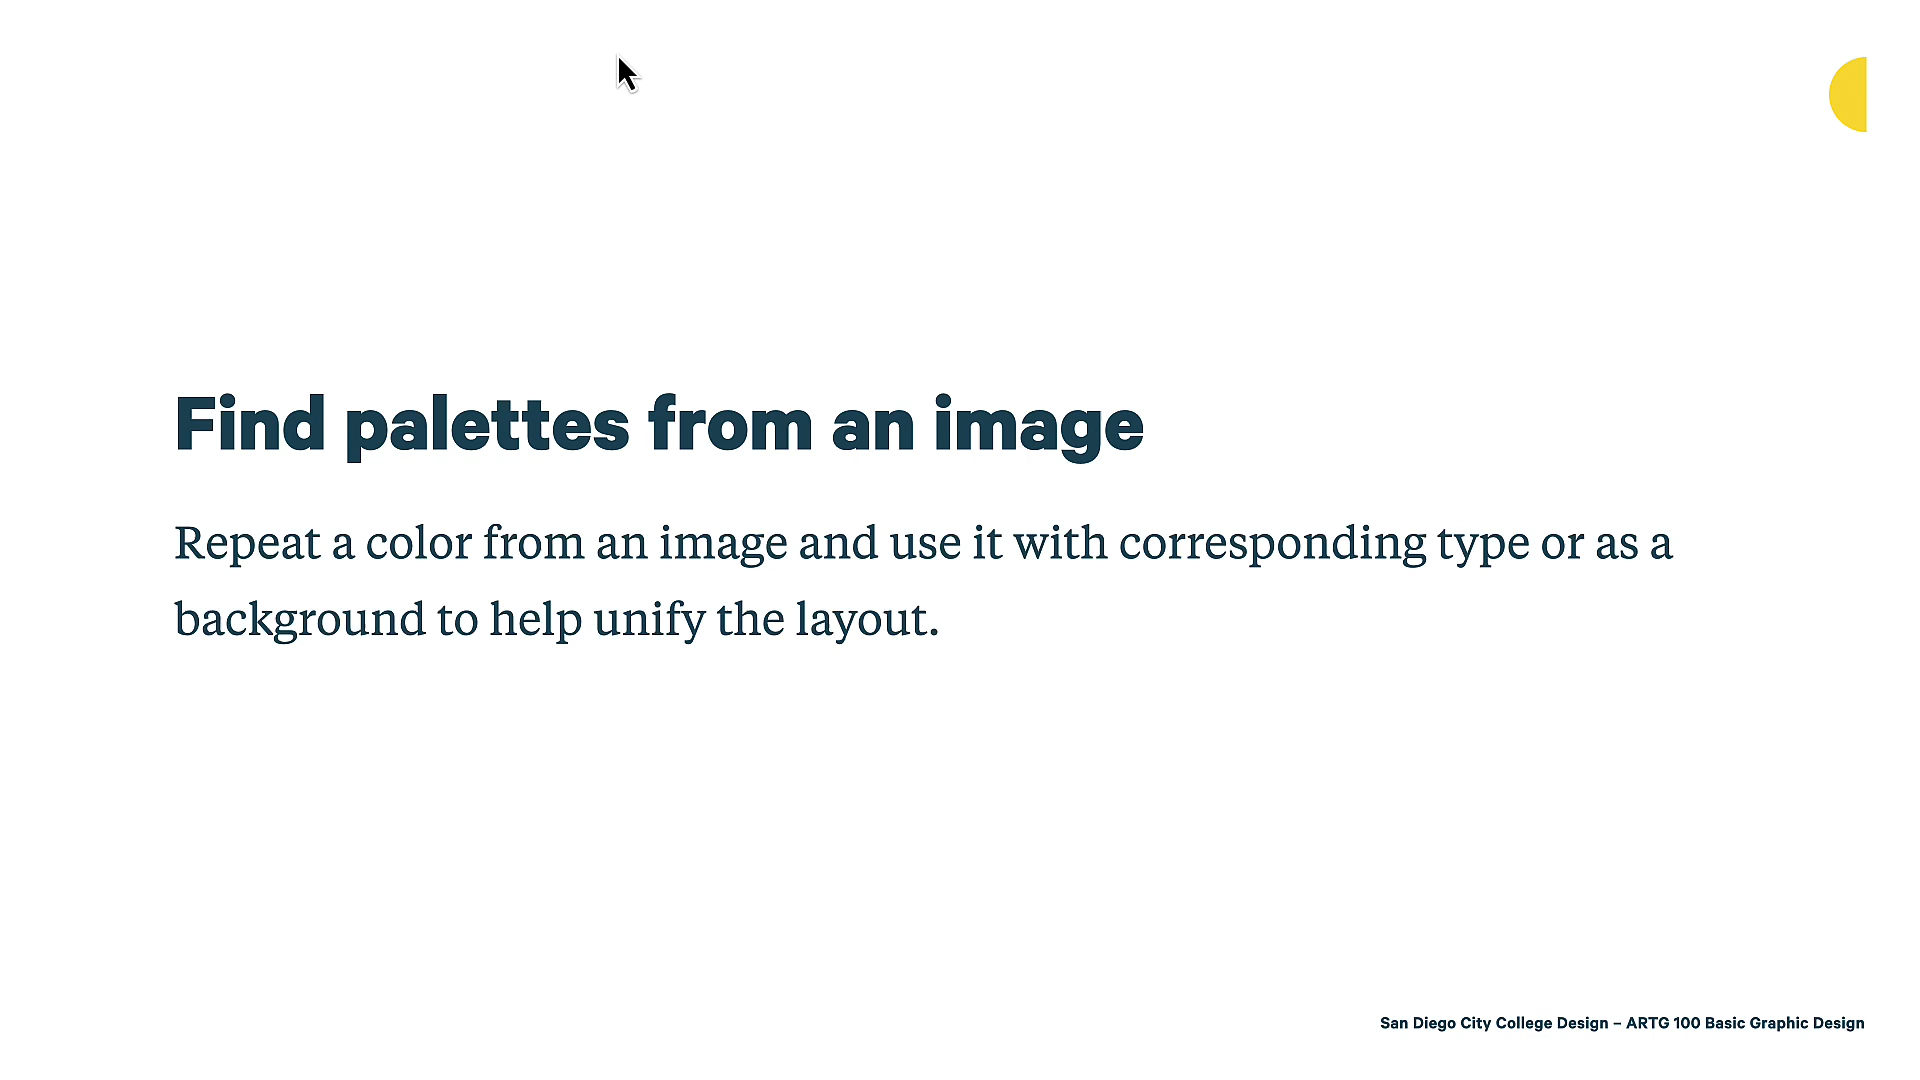 Find palettes from an image
Repeat a color from an image and use it with corresponding type or as a
background to help unify the layout.
San Diego City College Design – ARTG 100 Basic Graphic Design